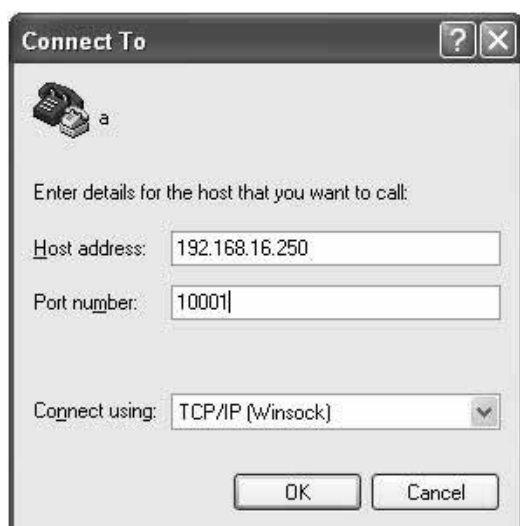 Connect To
a
Enter details for the host that you want to call:
Host address: 192.168.16.250
Port number: 10001
Connect using: TCP/IP (Winsock)
OK Cancel